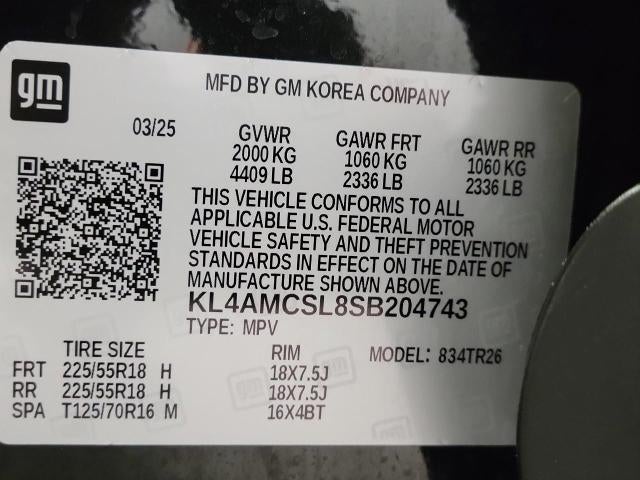 gm
MFD BY GM KOREA COMPANY
03/25
GVWR GAWR FRT GAWR RR
2000 KG 1060 KG 1060 KG
4409 LB 2336 LB 2336 LB
THIS VEHICLE CONFORMS TO ALL
APPLICABLE U.S. FEDERAL MOTOR
VEHICLE SAFETY AND THEFT PREVENTION
STANDARDS IN EFFECT ON THE DATE OF
MANUFACTURE SHOWN ABOVE.
KL4AMCSL8SB204743
TYPE: MPV
TIRE SIZE RIM MODEL: 834TR26
FRT 225/55R18 H 18X7.5J
RR 225/55R18 H 18X7.5J
SPA T125/70R16 M 16X4BT